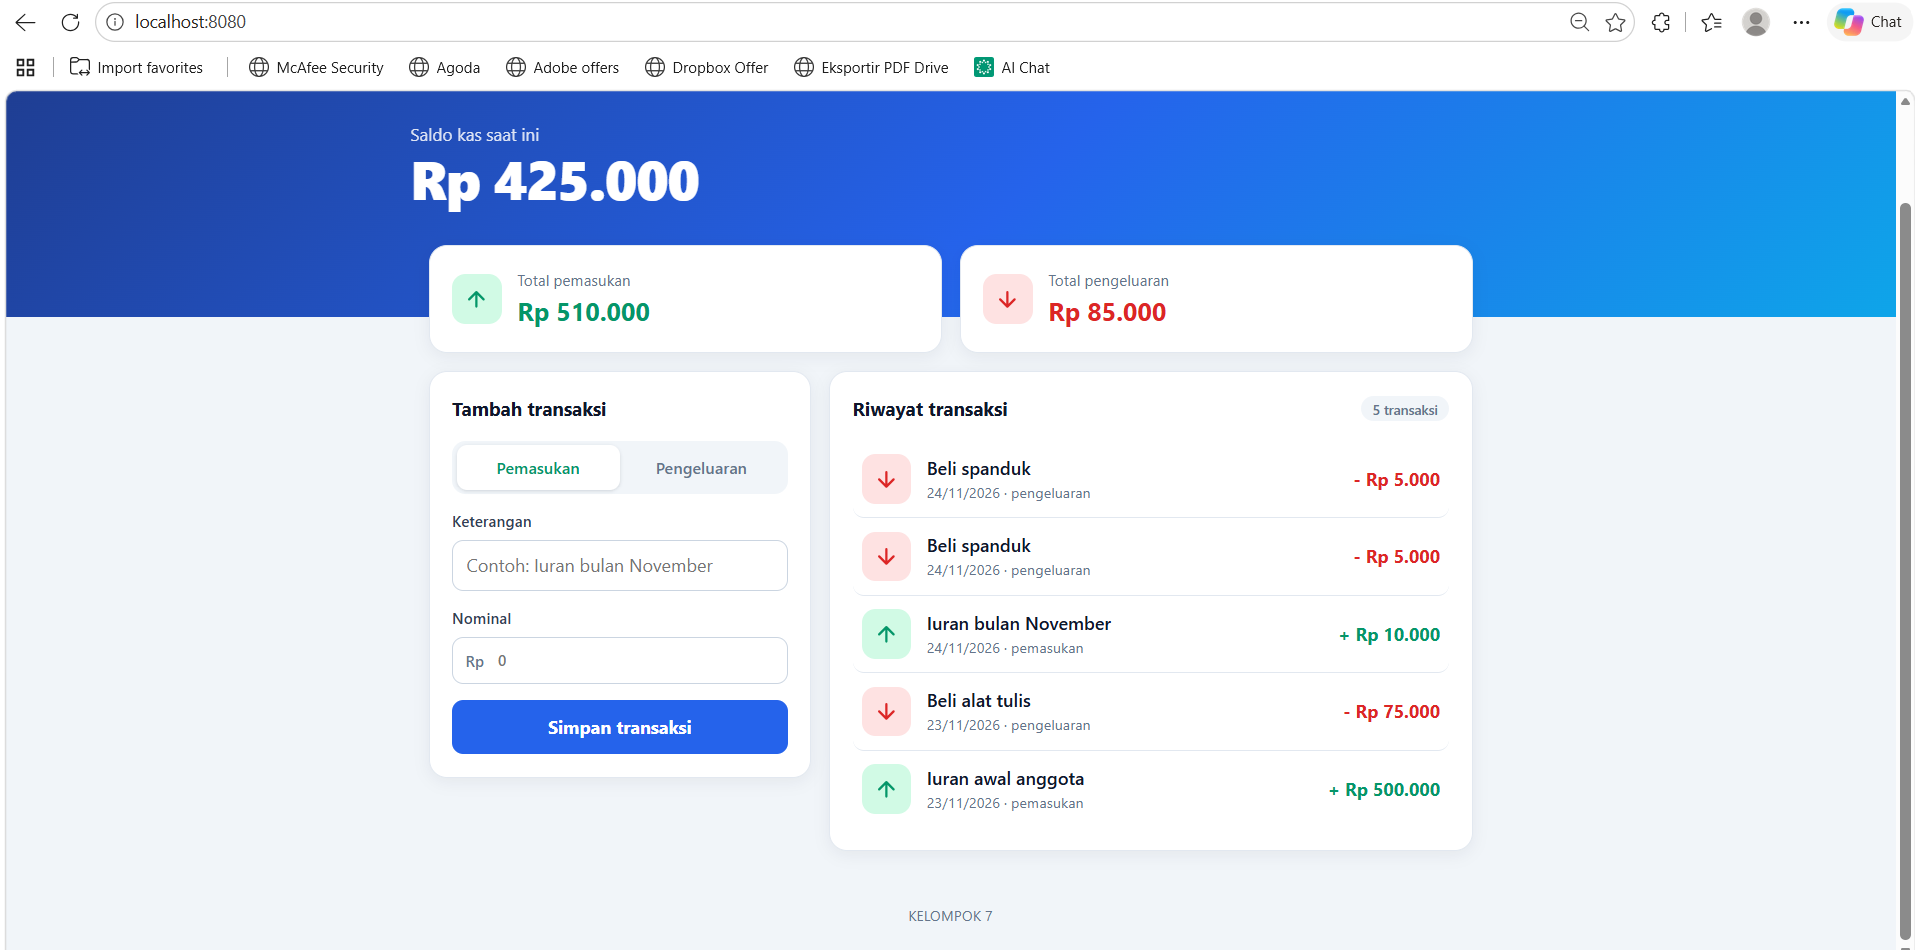 localhost:8080
Chat
Import favorites
McAfee Security
Agoda
Adobe offers
Dropbox Offer
Eksportir PDF Drive
AI Chat
Saldo kas saat ini
Rp 425.000
Total pemasukan
Rp 510.000
Total pengeluaran
Rp 85.000
Tambah transaksi
Pemasukan
Pengeluaran
Keterangan
Contoh: Iuran bulan November
Nominal
Rp 0
Simpan transaksi
Riwayat transaksi
5 transaksi
Beli spanduk
24/11/2026 · pengeluaran
- Rp 5.000
Beli spanduk
24/11/2026 · pengeluaran
- Rp 5.000
Iuran bulan November
24/11/2026 · pemasukan
+ Rp 10.000
Beli alat tulis
23/11/2026 · pengeluaran
- Rp 75.000
Iuran awal anggota
23/11/2026 · pemasukan
+ Rp 500.000
KELOMPOK 7